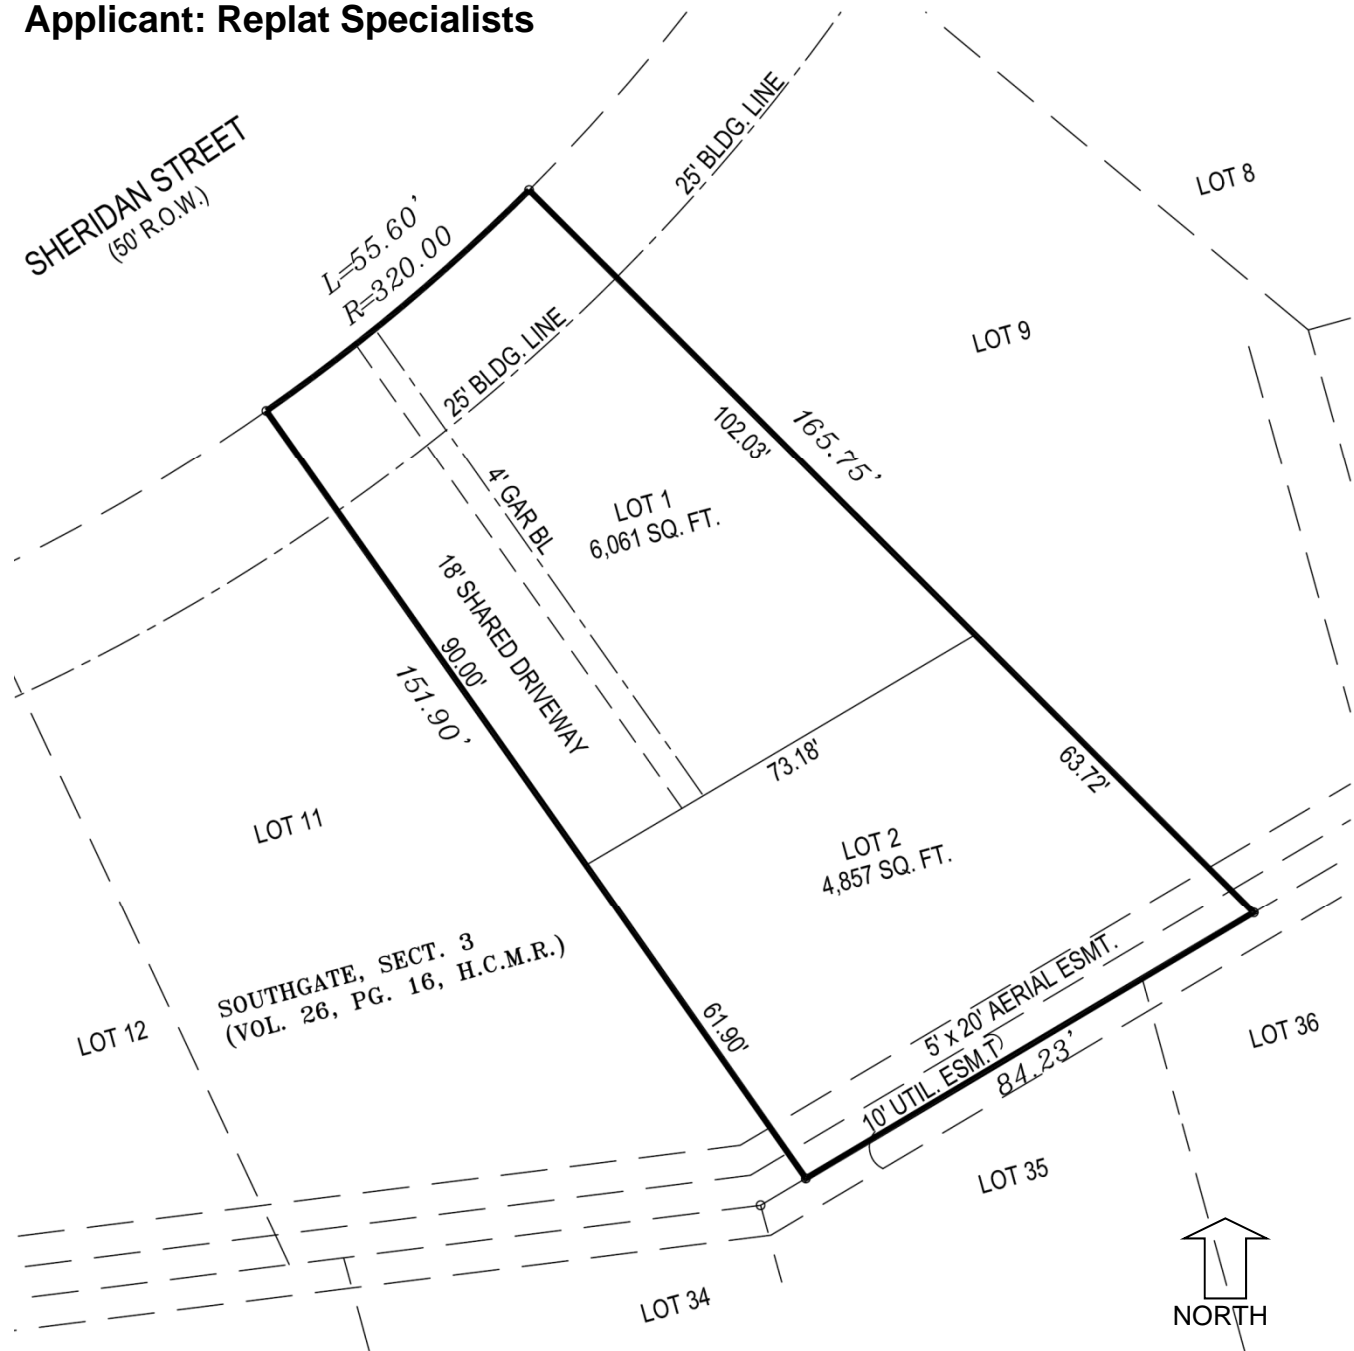 Applicant: Replat Specialists
SHERIDAN STREET
(50' R.O.W.)
25' BLDG. LINE
LOT 8
L=55.60'
R=320.00
25' BLDG. LINE
LOT 9
102.03'
165.75'
4' GAR BL
LOT 1
6,061 SQ. FT.
18' SHARED DRIVEWAY
90.00'
151.90'
73.18'
63.72'
LOT 11
LOT 2
4,857 SQ. FT.
SOUTHGATE, SECT. 3
(VOL. 26, PG. 16, H.C.M.R.)
LOT 12
61.90'
5' x 20' AERIAL ESMT.
10' UTIL. ESM.T
84.23'
LOT 36
LOT 35
LOT 34
NORTH